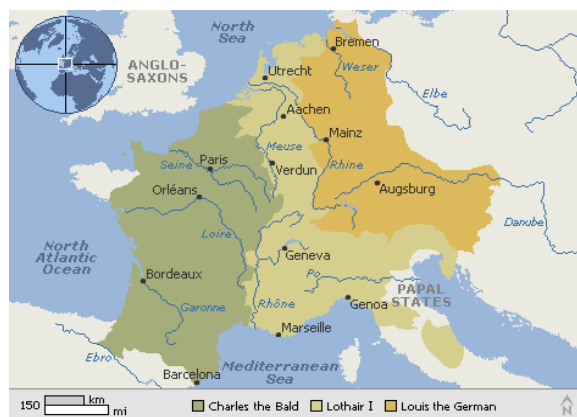 North
Sea
ANGLO-
SAXONS
Bremen
Weser
Utrecht
Elbe
Aachen
Mainz
Meuse
Paris
Seine
Verdun
Rhine
Orléans
Augsburg
Danube
Loire
North
Atlantic
Ocean
Geneva
Po
PAPAL
STATES
Bordeaux
Garonne
Rhône
Genoa
Marseille
Ebro
Mediterranean
Sea
Barcelona
150 km
mi
Charles the Bald
Lothair I
Louis the German
N